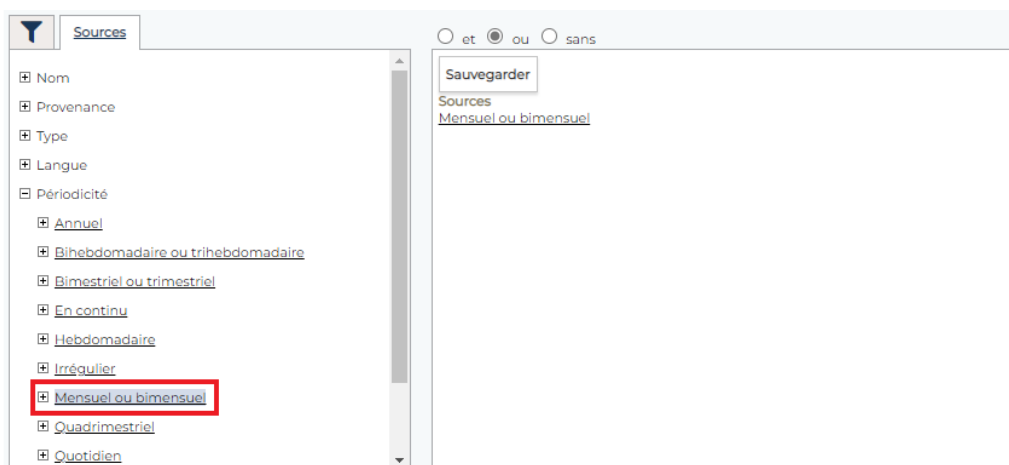 Sources
Nom
Provenance
Type
Langue
Périodicité
Annuel
Bihebdomadaire ou trihebdomadaire
Bimestriel ou trimestriel
En continu
Hebdomadaire
Irrégulier
Mensuel ou bimensuel
Quadrimestriel
Quotidien
et ou sans
Sauvegarder
Sources
Mensuel ou bimensuel